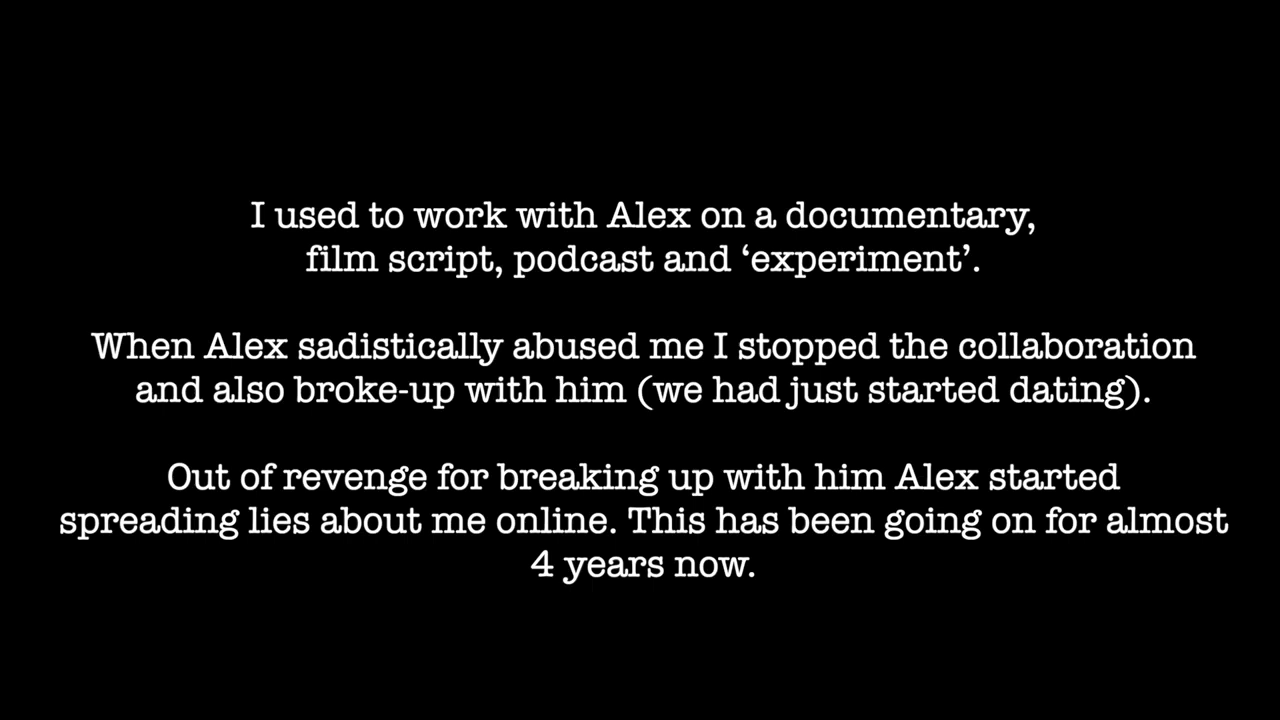 I used to work with Alex on a documentary,
film script, podcast and ‘experiment’.
When Alex sadistically abused me I stopped the collaboration
and also broke-up with him (we had just started dating).
Out of revenge for breaking up with him Alex started
spreading lies about me online. This has been going on for almost
4 years now.